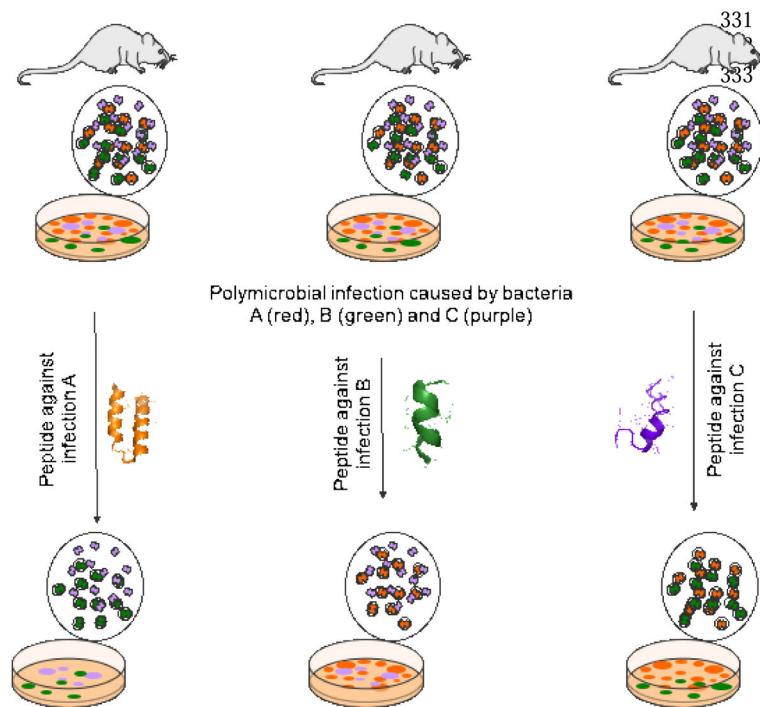 331
333
Polymicrobial infection caused by bacteria
A (red), B (green) and C (purple)
Peptide against
infection A
Peptide against
infection B
Peptide against
infection C